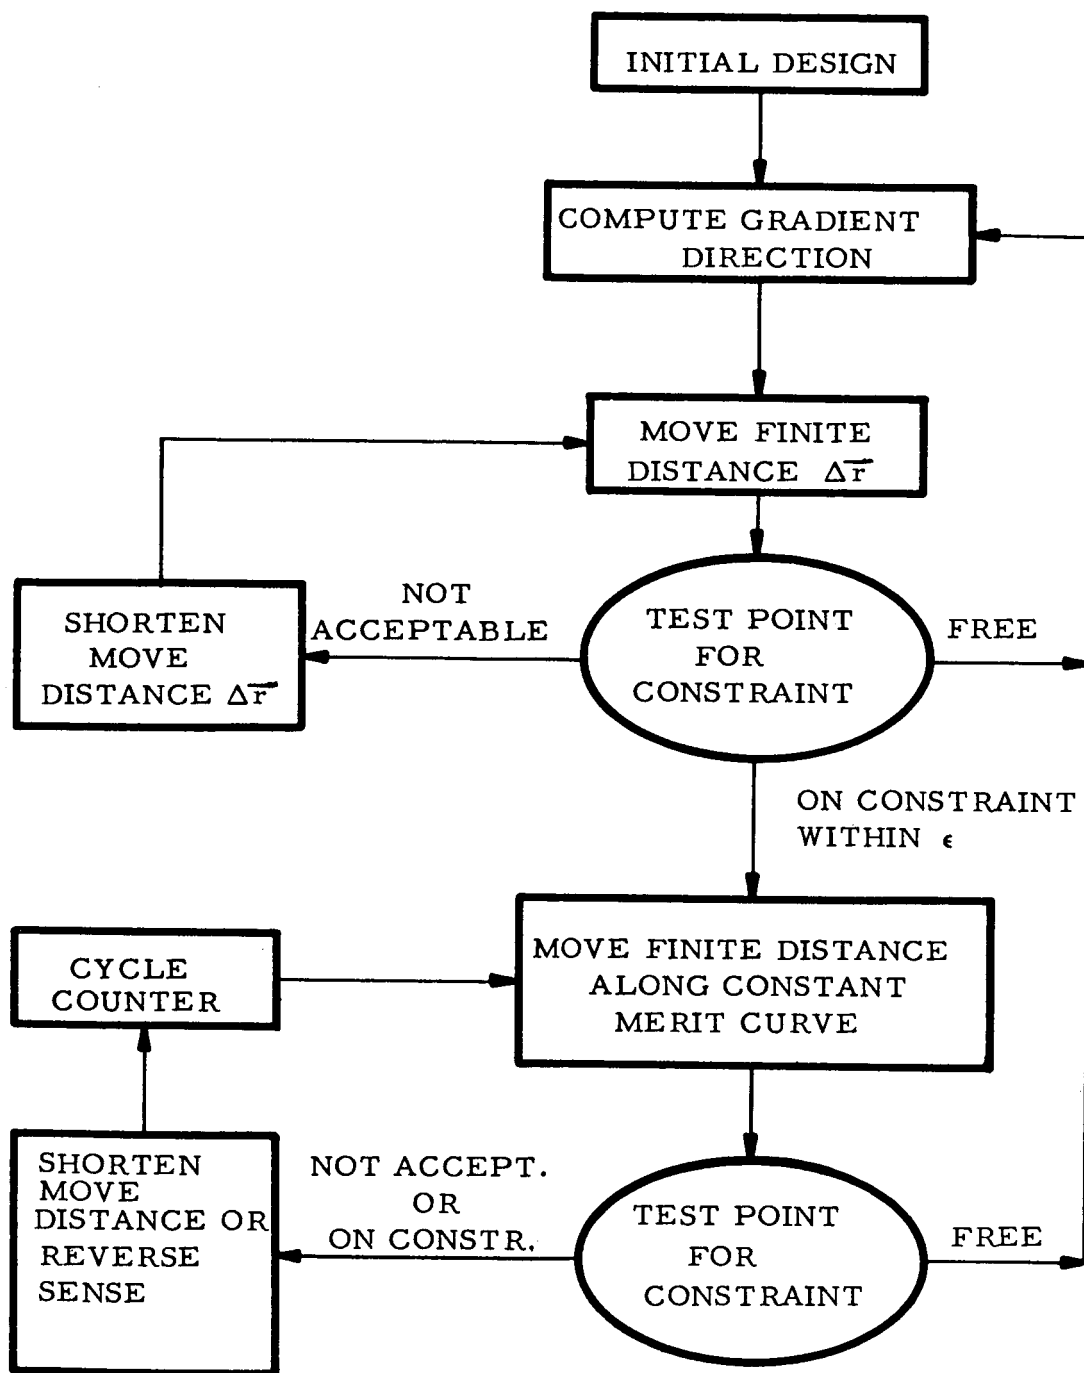 INITIAL DESIGN
COMPUTE GRADIENT
DIRECTION
MOVE FINITE
DISTANCE Δr⃗
NOT
ACCEPTABLE
SHORTEN
MOVE
DISTANCE Δr⃗
TEST POINT
FOR
CONSTRAINT
FREE
ON CONSTRAINT
WITHIN ϵ
MOVE FINITE DISTANCE
ALONG CONSTANT
MERIT CURVE
CYCLE
COUNTER
SHORTEN
MOVE
DISTANCE OR
REVERSE
SENSE
NOT ACCEPT.
OR
ON CONSTR.
TEST POINT
FOR
CONSTRAINT
FREE